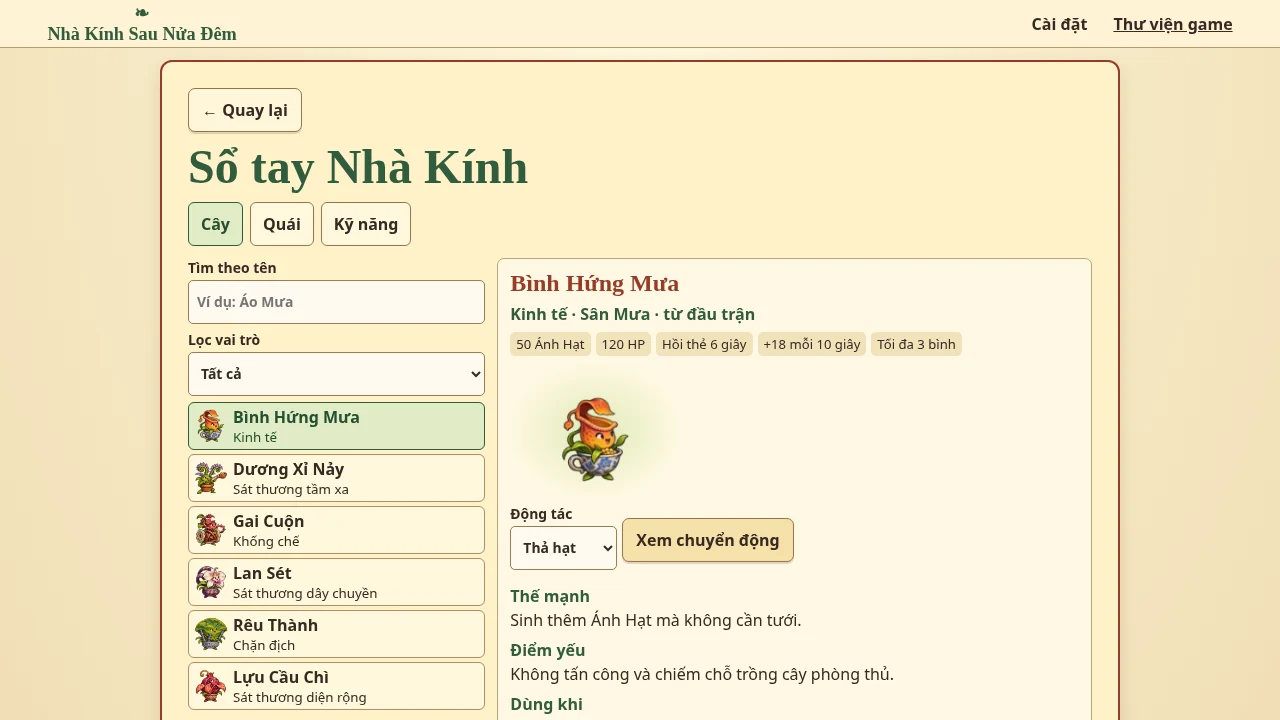 Nhà Kính Sau Nửa Đêm
Cài đặt
Thư viện game
← Quay lại
Sổ tay Nhà Kính
Cây
Quái
Kỹ năng
Tìm theo tên
Ví dụ: Áo Mưa
Lọc vai trò
Tất cả
Bình Hứng Mưa
Kinh tế
Dương Xỉ Nảy
Sát thương tầm xa
Gai Cuộn
Khống chế
Lan Sét
Sát thương dây chuyền
Rêu Thành
Chặn địch
Lựu Cầu Chì
Sát thương diện rộng
Bình Hứng Mưa
Kinh tế · Sân Mưa · từ đầu trận
50 Ánh Hạt
120 HP
Hồi thẻ 6 giây
+18 mỗi 10 giây
Tối đa 3 bình
Động tác
Thả hạt
Xem chuyển động
Thế mạnh
Sinh thêm Ánh Hạt mà không cần tưới.
Điểm yếu
Không tấn công và chiếm chỗ trồng cây phòng thủ.
Dùng khi